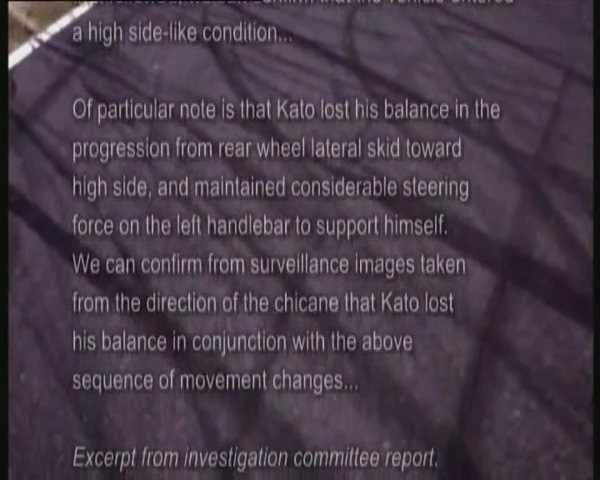 a high side-like condition...
Of particular note is that Kato lost his balance in the
progression from rear wheel lateral skid toward
high side, and maintained considerable steering
force on the left handlebar to support himself.
We can confirm from surveillance images taken
from the direction of the chicane that Kato lost
his balance in conjunction with the above
sequence of movement changes...
Excerpt from investigation committee report.